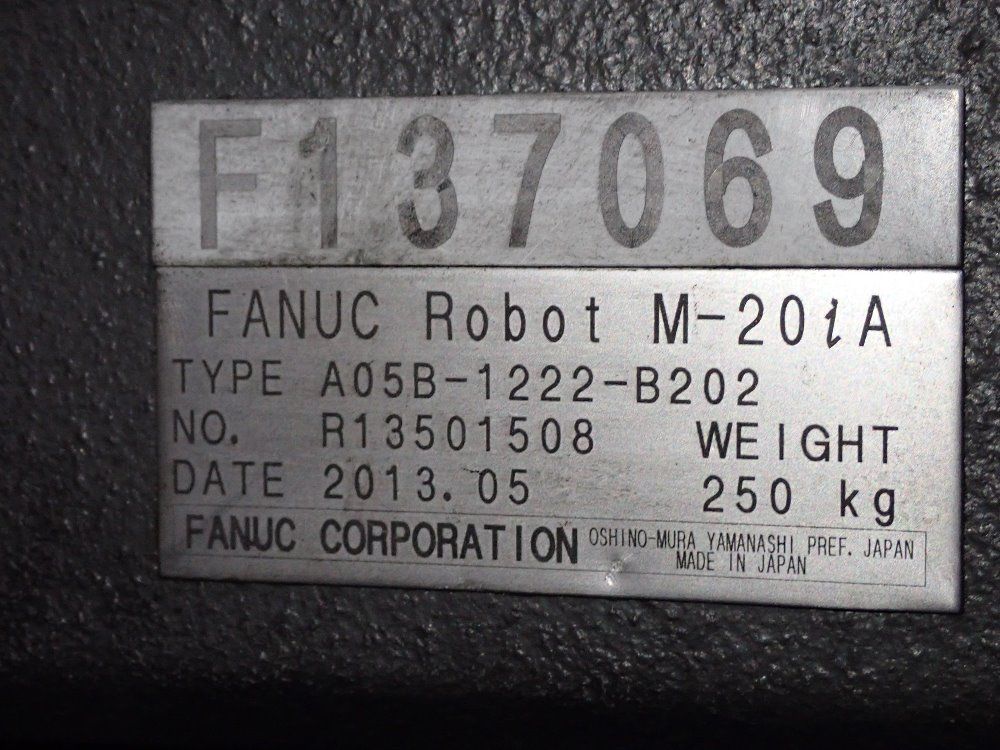 F137069
FANUC Robot M-20iA
TYPE A05B-1222-B202
NO. R13501508 WEIGHT
DATE 2013.05 250 kg
FANUC CORPORATION OSHINO-MURA YAMANASHI PREF. JAPAN
MADE IN JAPAN